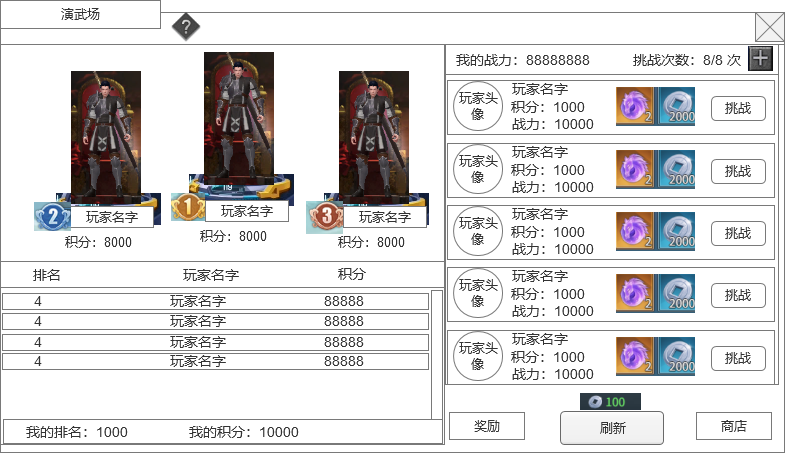 演武场
?
2 玩家名字
积分：8000
1 玩家名字
积分：8000
3 玩家名字
积分：8000
排名 玩家名字 积分
4 玩家名字 88888
4 玩家名字 88888
4 玩家名字 88888
4 玩家名字 88888
我的排名：1000 我的积分：10000
我的战力：88888888 挑战次数：8/8 次
玩家头像
玩家名字
积分：1000
战力：10000
2 2000
挑战
玩家头像
玩家名字
积分：1000
战力：10000
2 2000
挑战
玩家头像
玩家名字
积分：1000
战力：10000
2 2000
挑战
玩家头像
玩家名字
积分：1000
战力：10000
2 2000
挑战
玩家头像
玩家名字
积分：1000
战力：10000
2 2000
挑战
100
奖励 刷新 商店